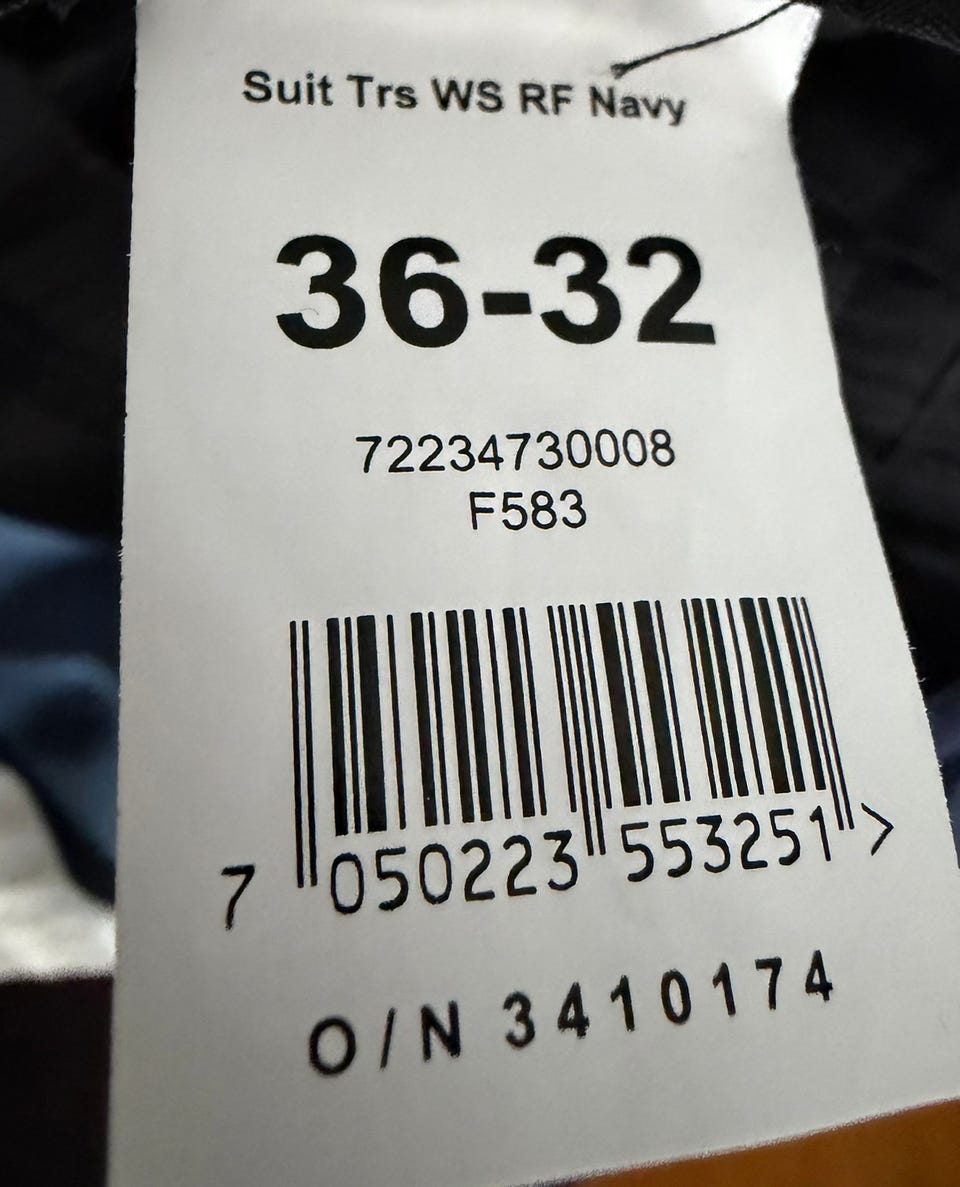 Suit Trs WS RF Navy
36-32
72234730008
F583
7 050223 553251 >
O/N 3410174